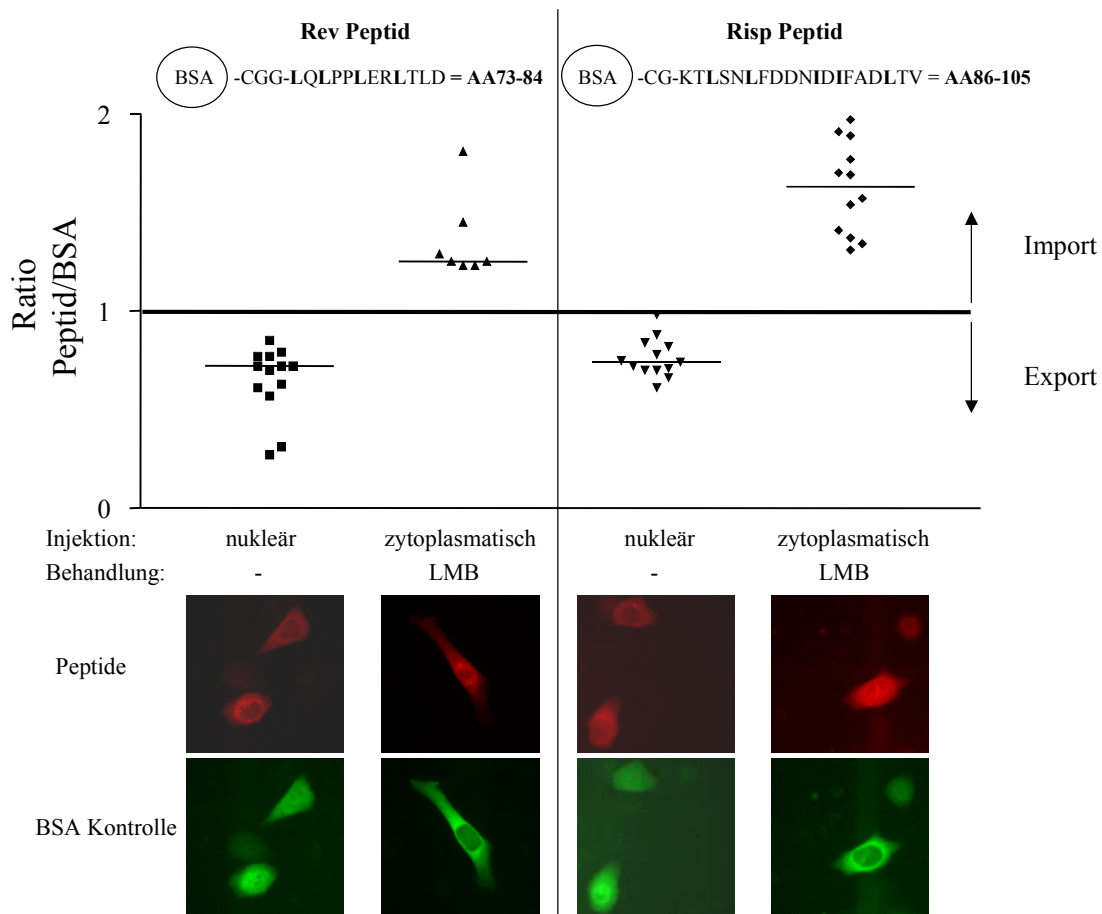 Rev Peptid
Risp Peptid
BSA -CGG-LQLPPLERLTLD = AA73-84
BSA -CG-KTLSNLFDDNIDIFADLTV = AA86-105
2
1
0
Ratio
Peptid/BSA
Import
Export
Injektion: nukleär zytoplasmatisch nukleär zytoplasmatisch
Behandlung: - LMB - LMB
Peptide
BSA Kontrolle